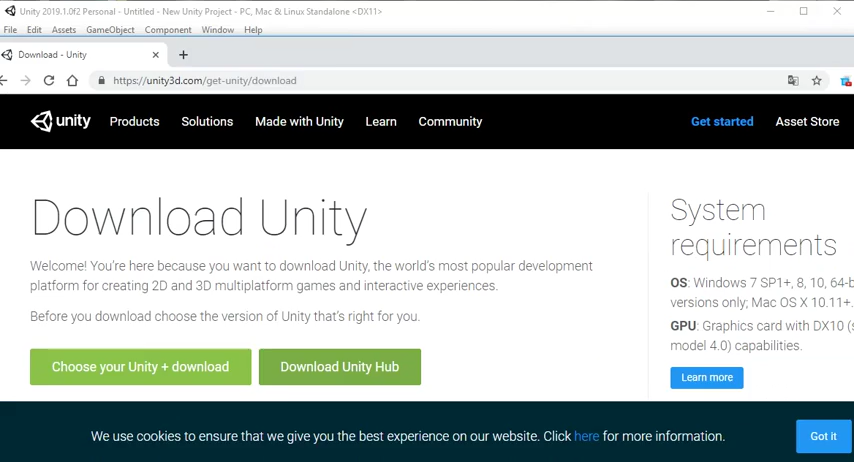 Unity 2019.1.0f2 Personal - Untitled - New Unity Project - PC, Mac & Linux Standalone <DX11>
File Edit Assets GameObject Component Window Help
Download - Unity
https://unity3d.com/get-unity/download
unity Products Solutions Made with Unity Learn Community Get started Asset Store
Download Unity
Welcome! You're here because you want to download Unity, the world's most popular development
platform for creating 2D and 3D multiplatform games and interactive experiences.
Before you download choose the version of Unity that's right for you.
Choose your Unity + download Download Unity Hub
System
requirements
OS: Windows 7 SP1+, 8, 10, 64-b
versions only; Mac OS X 10.11+.
GPU: Graphics card with DX10 (s
model 4.0) capabilities.
Learn more
We use cookies to ensure that we give you the best experience on our website. Click here for more information.
Got it